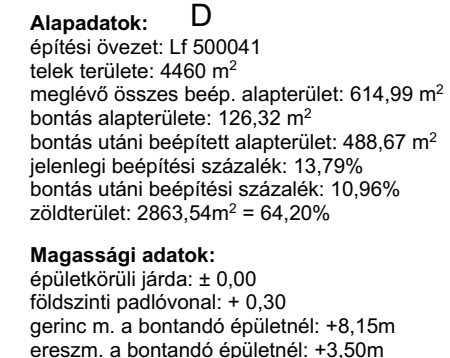 Alapadatok: D
építési övezet: Lf 500041
telek területe: 4460 m²
meglévő összes beép. alapterület: 614,99 m²
bontás alapterülete: 126,32 m²
bontás utáni beépített alapterület: 488,67 m²
jelenlegi beépítési százalék: 13,79%
bontás utáni beépítési százalék: 10,96%
zöldterület: 2863,54m² = 64,20%
Magassági adatok:
épületkörüli járda: ± 0,00
földszinti padlóvonal: + 0,30
gerinc m. a bontandó épületnél: +8,15m
ereszm. a bontandó épületnél: +3,50m